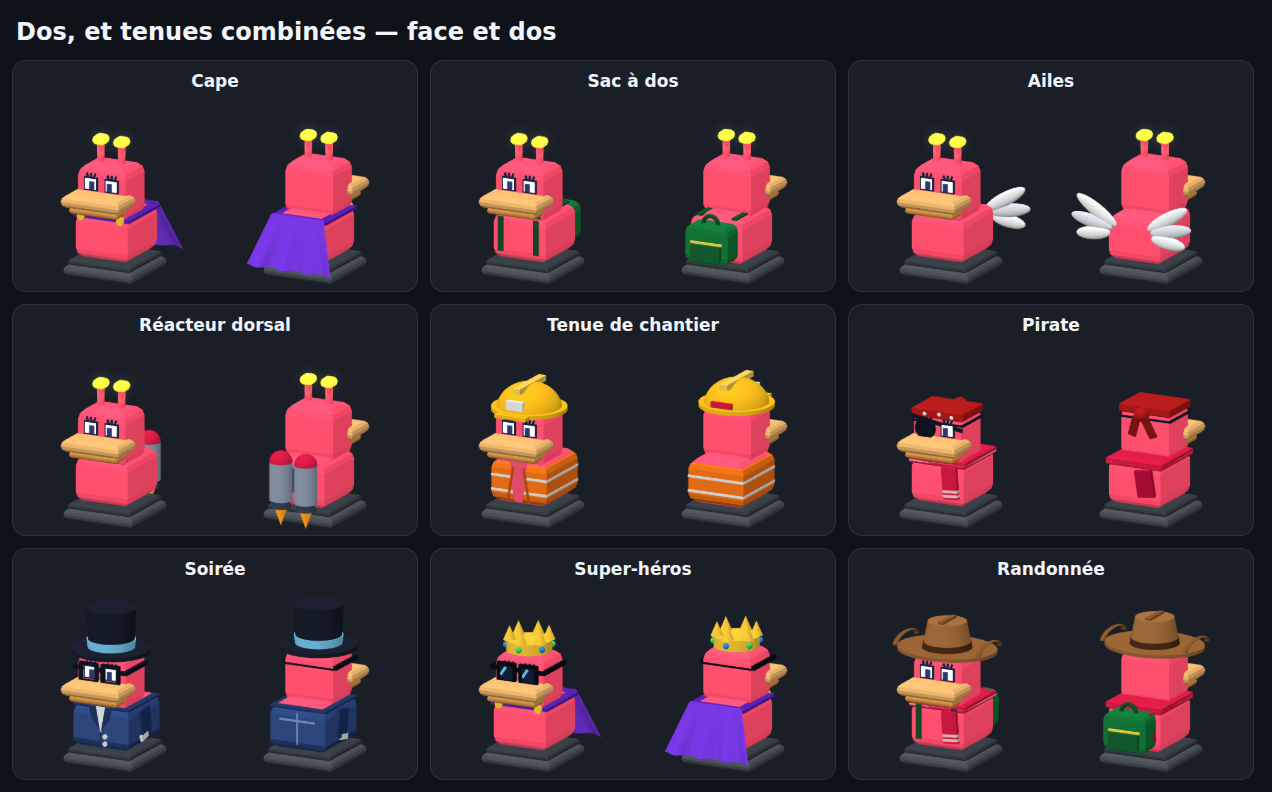 Dos, et tenues combinées — face et dos
Cape
Sac à dos
Ailes
Réacteur dorsal
Tenue de chantier
Pirate
Soirée
Super-héros
Randonnée